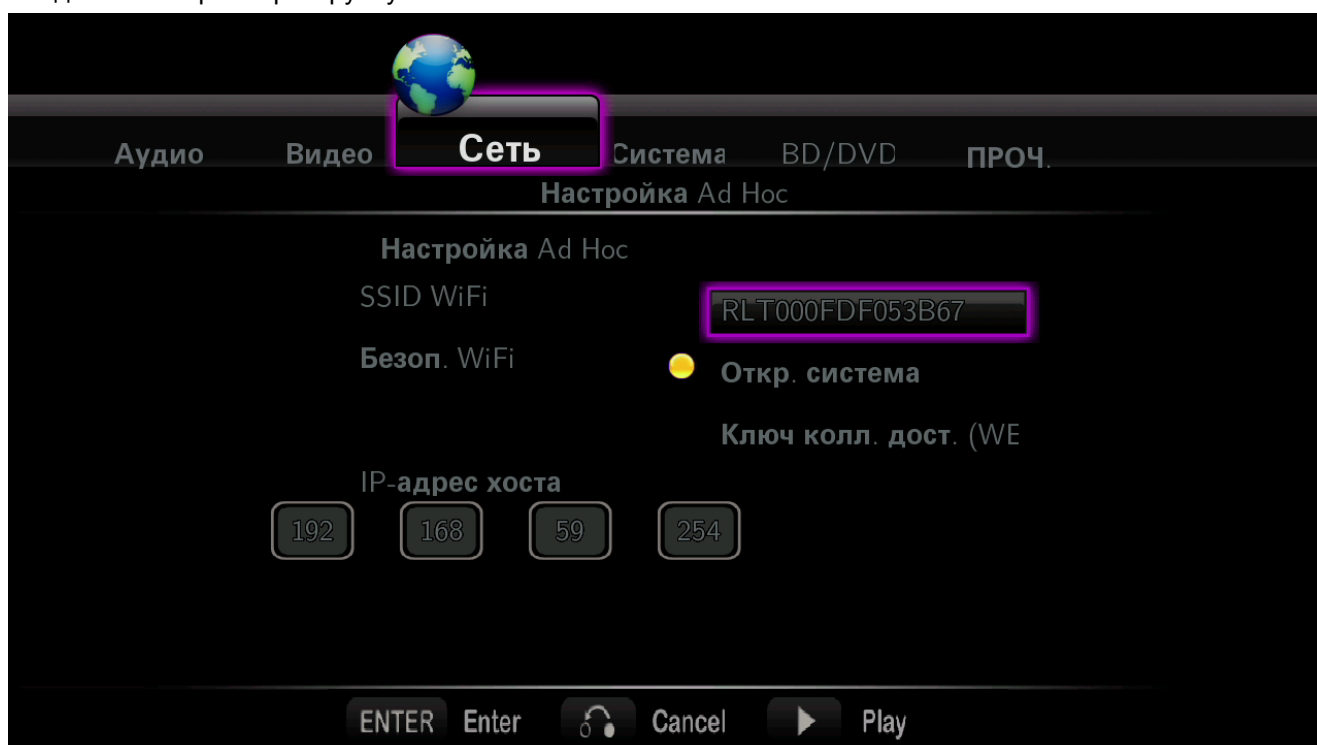 Аудио Видео Сеть Система BD/DVD ПРОЧ.
Настройка Ad Hoc
Настройка Ad Hoc
SSID WiFi RLT000FDF053B67
Безоп. WiFi Откр. система
Ключ колл. дост. (WE
IP-адрес хоста
192 168 59 254
ENTER Enter Cancel Play